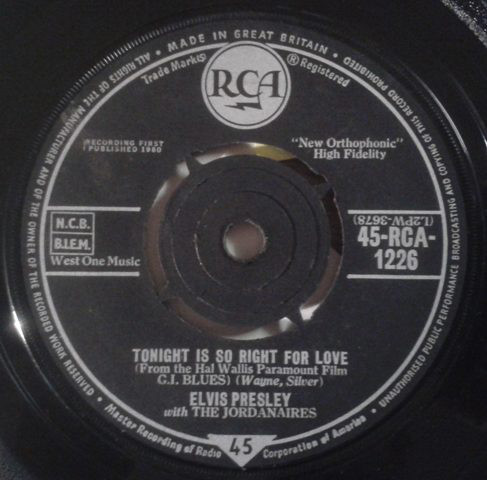 ALL RIGHTS OF THE MANUFACTURER AND OF THE OWNER OF THE RECORDED WORK RESERVED • MADE IN GREAT BRITAIN • UNAUTHORISED PUBLIC PERFORMANCE BROADCASTING AND COPYING OF THIS RECORD PROHIBITED
Trade Marks ® Registered
RCA
RECORDING FIRST
PUBLISHED 1960
"New Orthophonic"
High Fidelity
N.C.B.
B.I.E.M.
West One Music
(L2PW-3678)
45-RCA-
1226
TONIGHT IS SO RIGHT FOR LOVE
(From the Hal Wallis Paramount Film
G.I. BLUES) (Wayne, Silver)
ELVIS PRESLEY
with THE JORDANAIRES
• Master Recording of Radio Corporation of America •
45